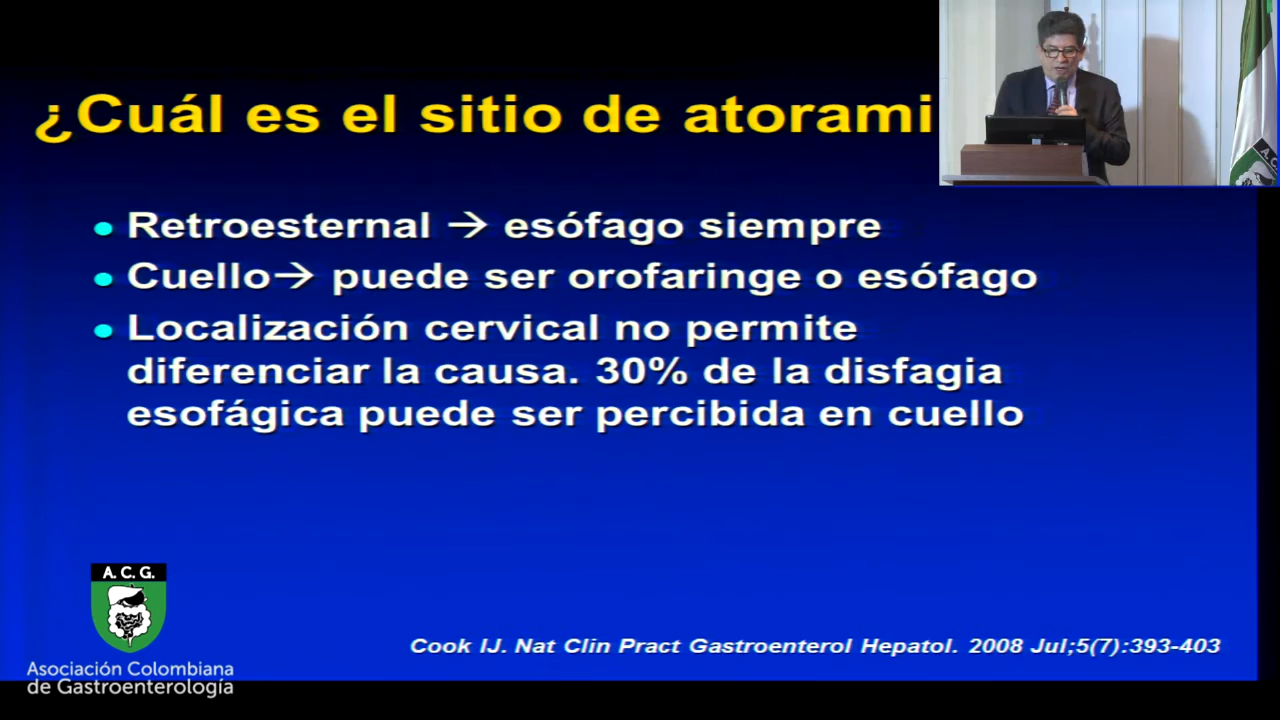 ¿Cuál es el sitio de atorami
• Retroesternal → esófago siempre
• Cuello→ puede ser orofaringe o esófago
• Localización cervical no permite
diferenciar la causa. 30% de la disfagia
esofágica puede ser percibida en cuello
A. C. G.
Asociación Colombiana
de Gastroenterología
Cook IJ. Nat Clin Pract Gastroenterol Hepatol. 2008 Jul;5(7):393-403